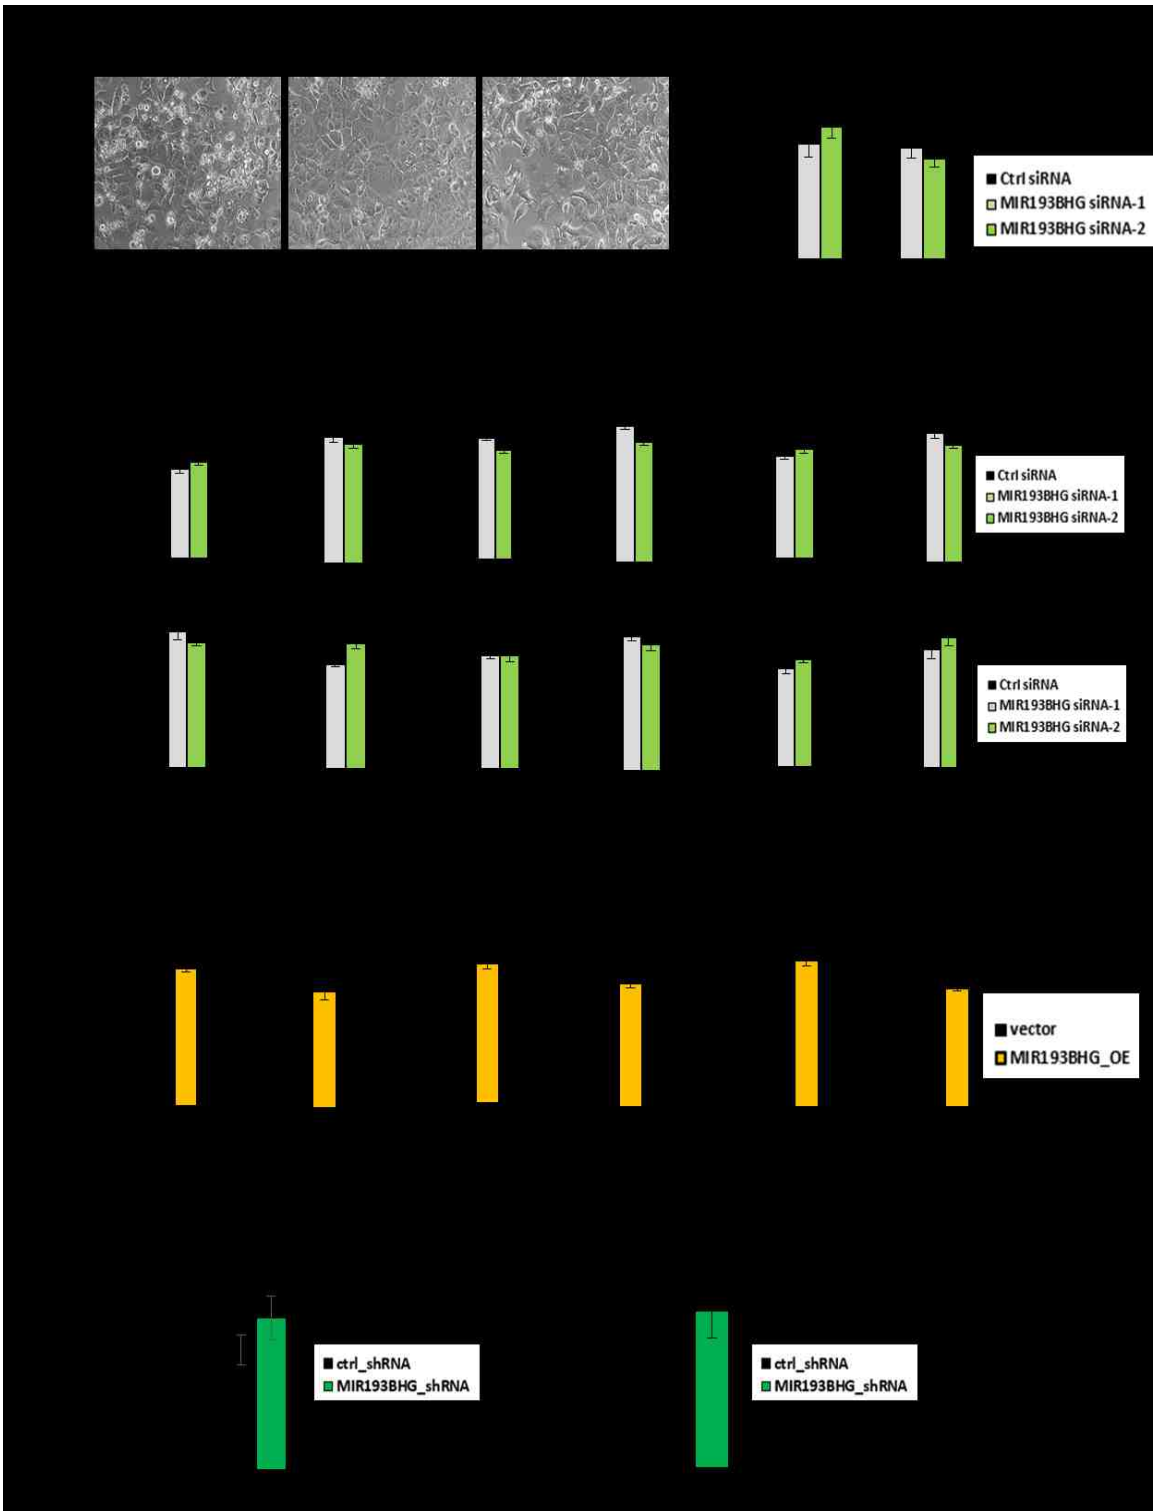 Ctrl siRNA
MIR193BHG siRNA-1
MIR193BHG siRNA-2
Ctrl siRNA
MIR193BHG siRNA-1
MIR193BHG siRNA-2
Ctrl siRNA
MIR193BHG siRNA-1
MIR193BHG siRNA-2
vector
MIR193BHG_OE
ctrl_shRNA
MIR193BHG_shRNA
ctrl_shRNA
MIR193BHG_shRNA